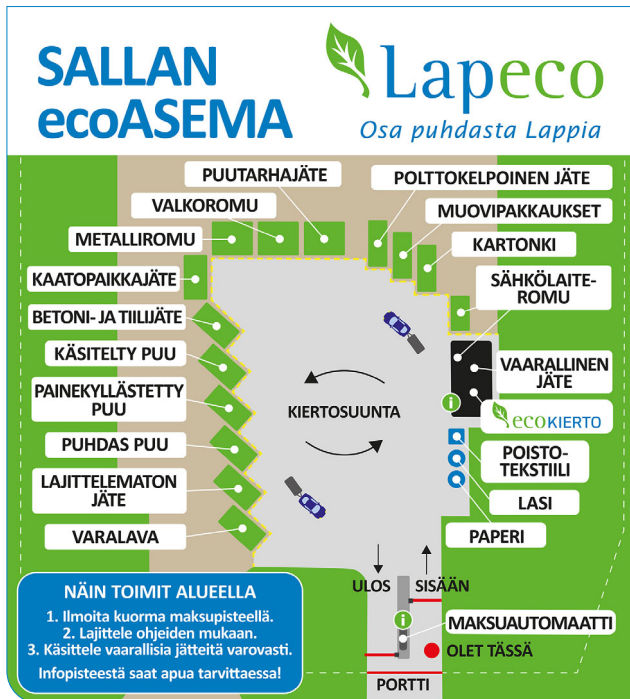 SALLAN
ecoASEMA
Lapeco
Osa puhdasta Lappia
PUUTARHAJÄTE
VALKOROMU
METALLIROMU
KAATOPAIKKAJÄTE
BETONI- JA TIILIJÄTE
KÄSITELTY PUU
PAINEKYLLÄSTETTY
PUU
PUHDAS PUU
LAJITTELEMATON
JÄTE
VARALAVA
POLTTOKELPOINEN JÄTE
MUOVIPAKKAUKSET
KARTONKI
SÄHKÖLAITE-
ROMU
VAARALLINEN
JÄTE
i
ecoKIERTO
POISTO-
TEKSTIILI
LASI
PAPERI
KIERTOSUUNTA
ULOS
SISÄÄN
i
MAKSUAUTOMAATTI
OLET TÄSSÄ
PORTTI
NÄIN TOIMIT ALUEELLA
1. Ilmoita kuorma maksupisteellä.
2. Lajittele ohjeiden mukaan.
3. Käsittele vaarallisia jätteitä varovasti.
Infopisteestä saat apua tarvittaessa!